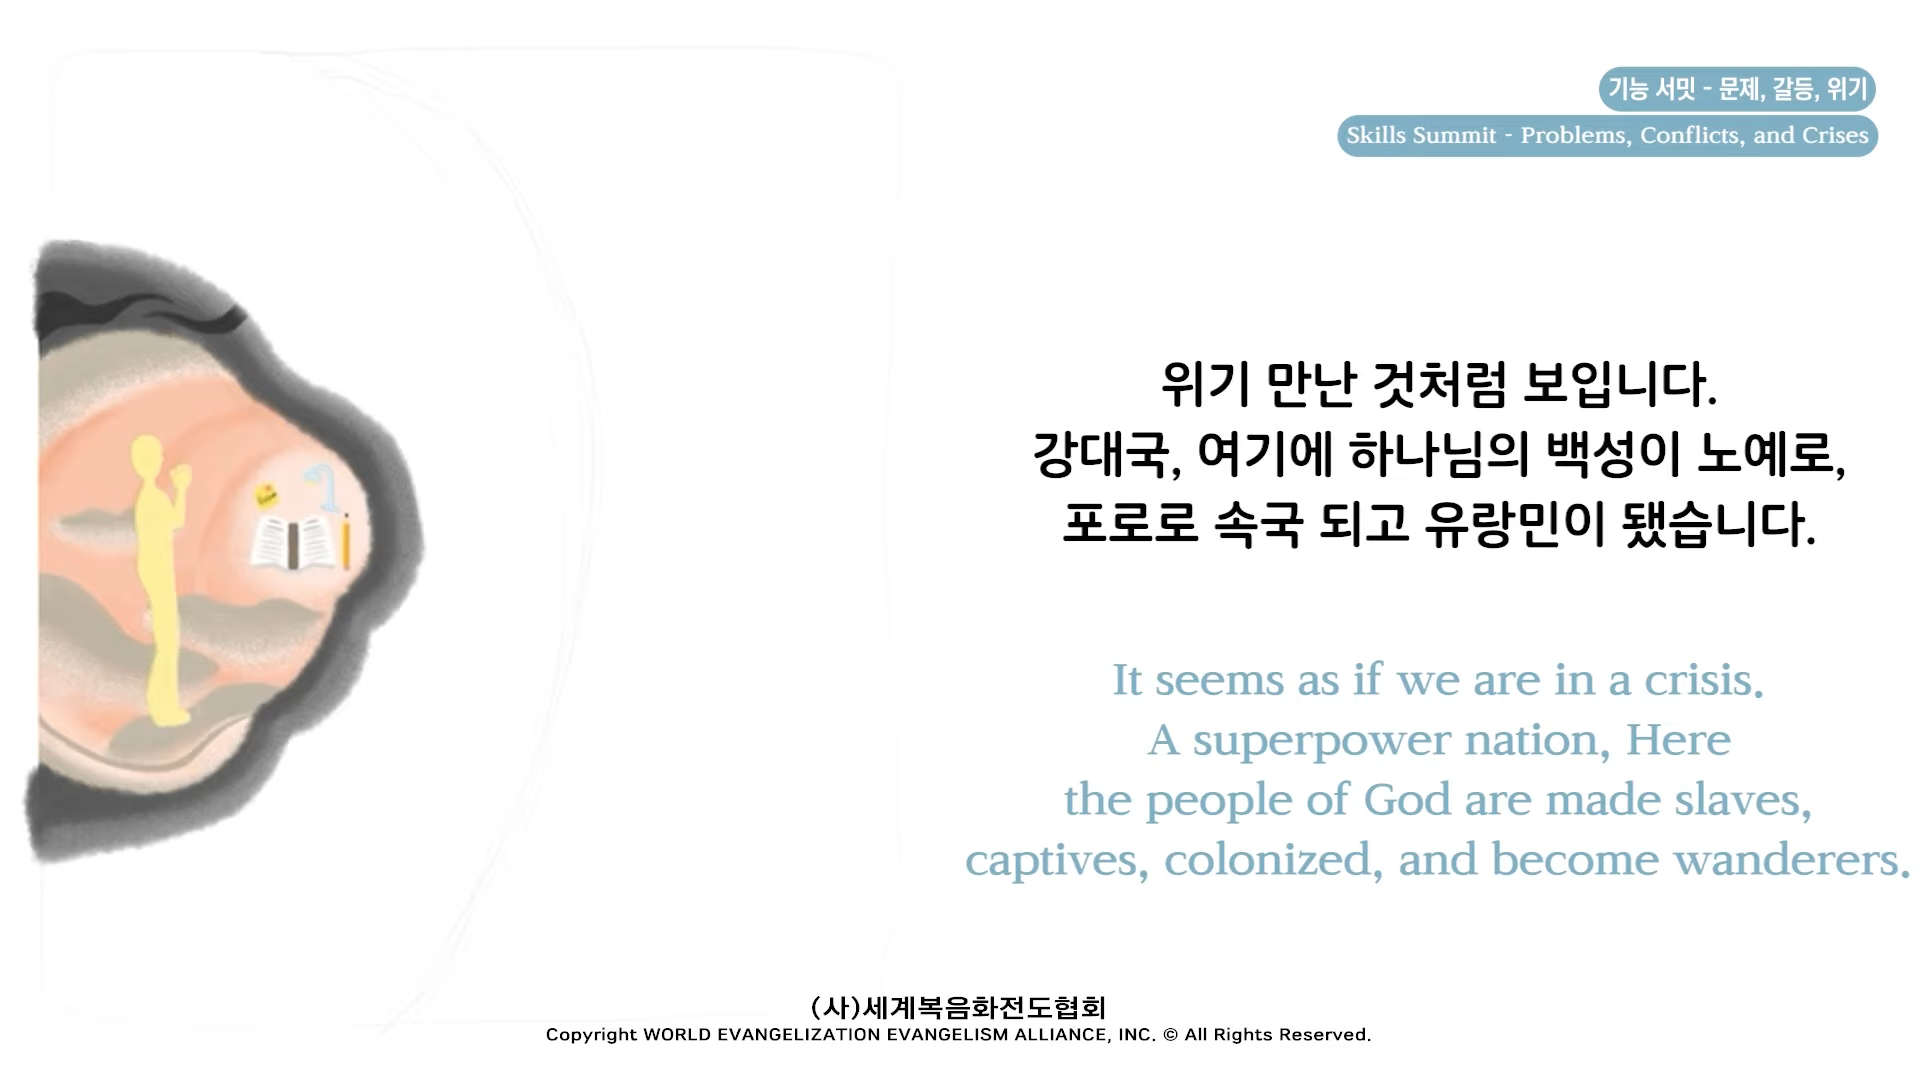 기능 서밋 - 문제, 갈등, 위기
Skills Summit - Problems, Conflicts, and Crises
위기 만난 것처럼 보입니다.
강대국, 여기에 하나님의 백성이 노예로,
포로로 속국 되고 유랑민이 됐습니다.
It seems as if we are in a crisis.
A superpower nation, Here
the people of God are made slaves,
captives, colonized, and become wanderers.
(사)세계복음화전도협회
Copyright WORLD EVANGELIZATION EVANGELISM ALLIANCE, INC. © All Rights Reserved.